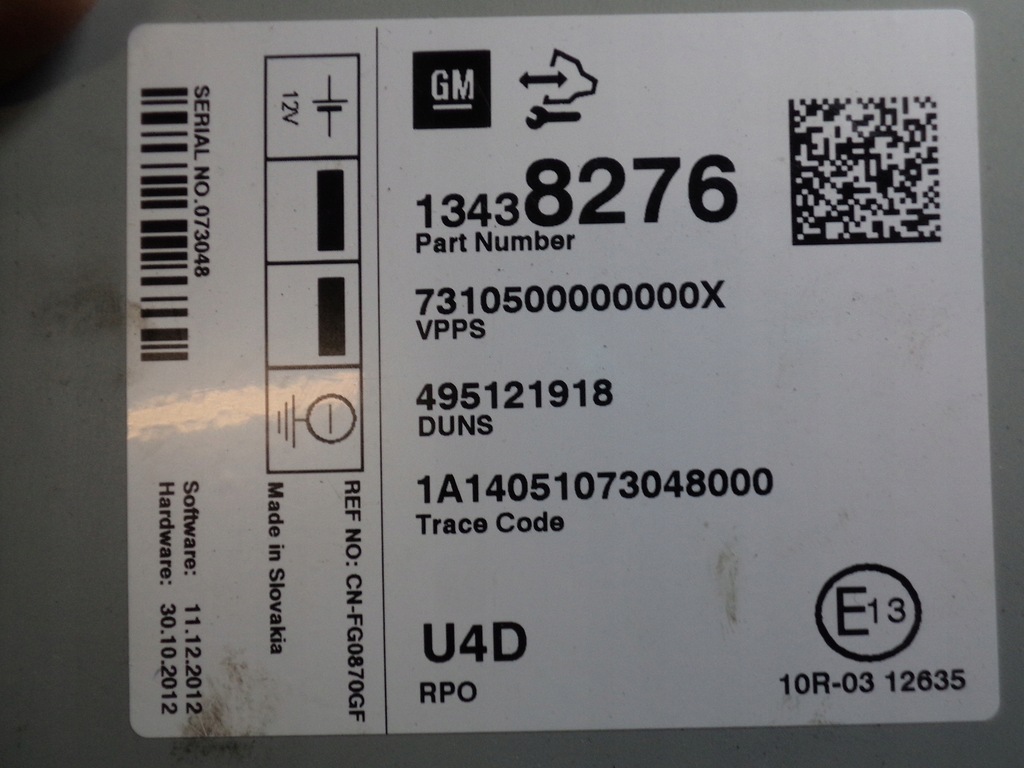 GM
13438276
Part Number
7310500000000X
VPPS
495121918
DUNS
1A14051073048000
Trace Code
U4D
RPO
E13
10R-03 12635
12V
SERIAL NO.073048
REF NO: CN-FG0870GF
Made in Slovakia
Software: 11.12.2012
Hardware: 30.10.2012